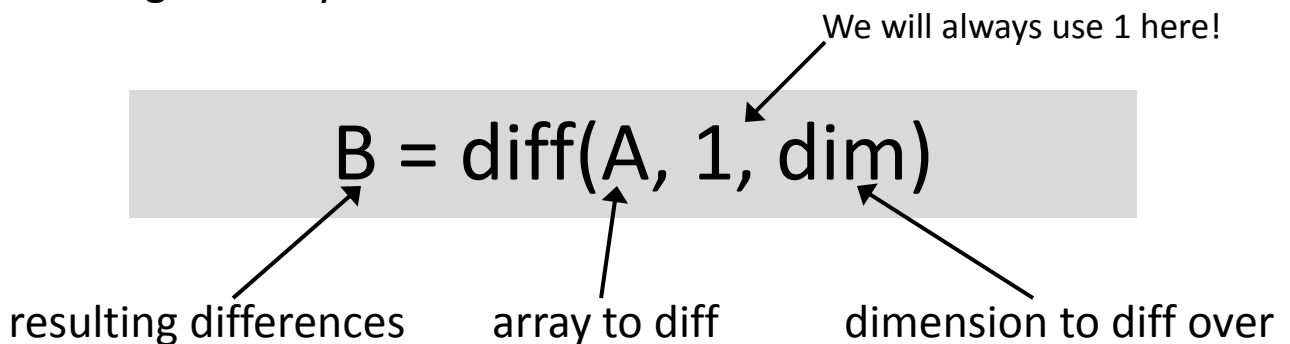 We will always use 1 here!
B = diff(A, 1, dim)
resulting differences array to diff dimension to diff over